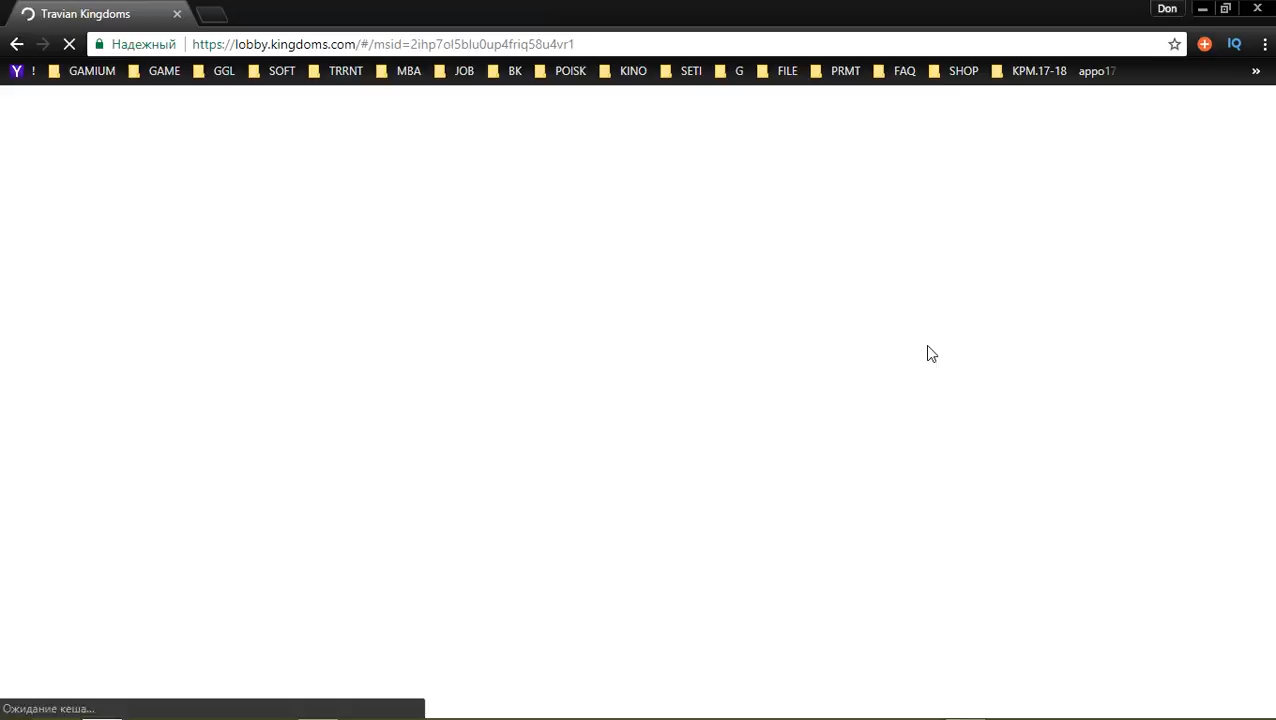 Travian Kingdoms
Don
Надежный https://lobby.kingdoms.com/#/msid=2ihp7ol5blu0up4friq58u4vr1 IQ
Y ! GAMIUM GAME GGL SOFT TRRNT MBA JOB BK POISK KINO SETI G FILE PRMT FAQ SHOP KPM.17-18 appo17 »
Ожидание кеша...